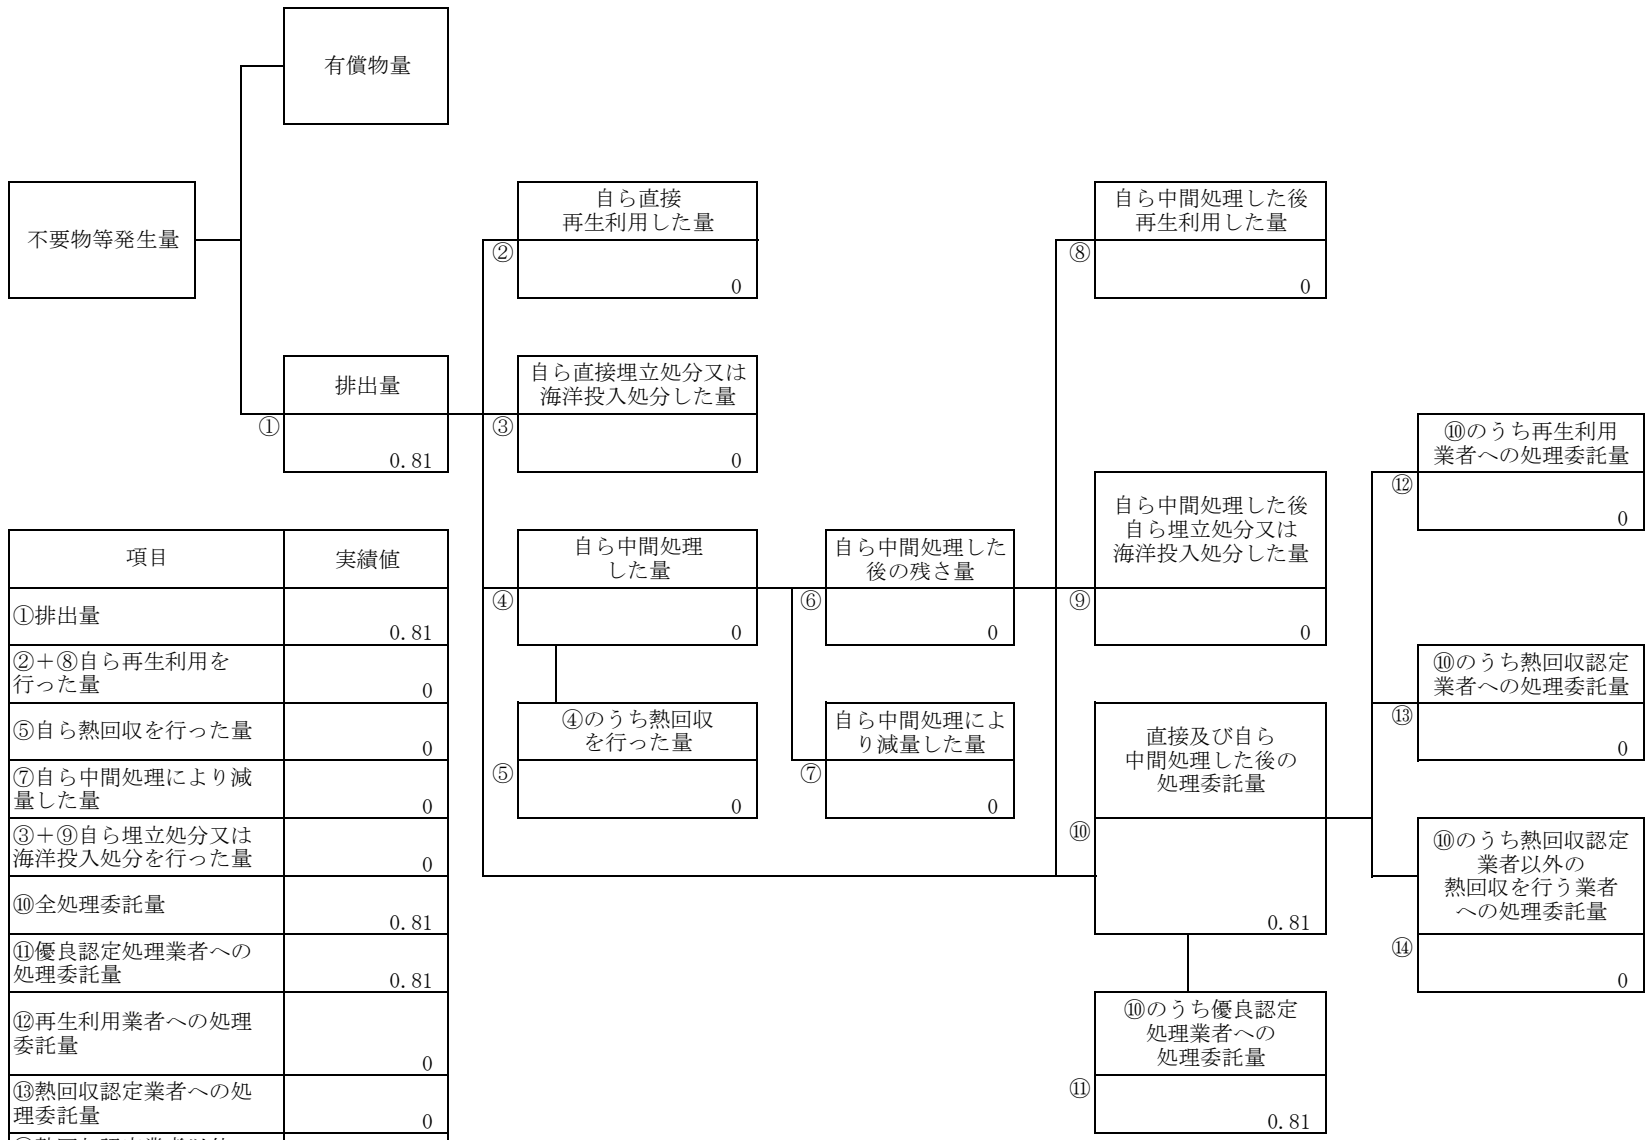 有償物量
不要物等発生量
自ら直接
再生利用した量
②
0
自ら中間処理した後
再生利用した量
⑧
0
排出量
①
0.81
自ら直接埋立処分又は
海洋投入処分した量
③
0
⑩のうち再生利用
業者への処理委託量
⑫
0
自ら中間処理
した量
④
0
自ら中間処理した
後の残さ量
⑥
0
自ら中間処理した後
自ら埋立処分又は
海洋投入処分した量
⑨
0
⑩のうち熱回収認定
業者への処理委託量
⑬
0
④のうち熱回収
を行った量
⑤
0
自ら中間処理によ
り減量した量
⑦
0
直接及び自ら
中間処理した後の
処理委託量
⑩
0.81
⑩のうち熱回収認定
業者以外の
熱回収を行う業者
への処理委託量
⑭
0
⑩のうち優良認定
処理業者への
処理委託量
⑪
0.81
項目 実績値
①排出量
0.81
②＋⑧自ら再生利用を
行った量
0
⑤自ら熱回収を行った量
0
⑦自ら中間処理により減
量した量
0
③＋⑨自ら埋立処分又は
海洋投入処分を行った量
0
⑩全処理委託量
0.81
⑪優良認定処理業者への
処理委託量
0.81
⑫再生利用業者への処理
委託量
0
⑬熱回収認定業者への処
理委託量
0